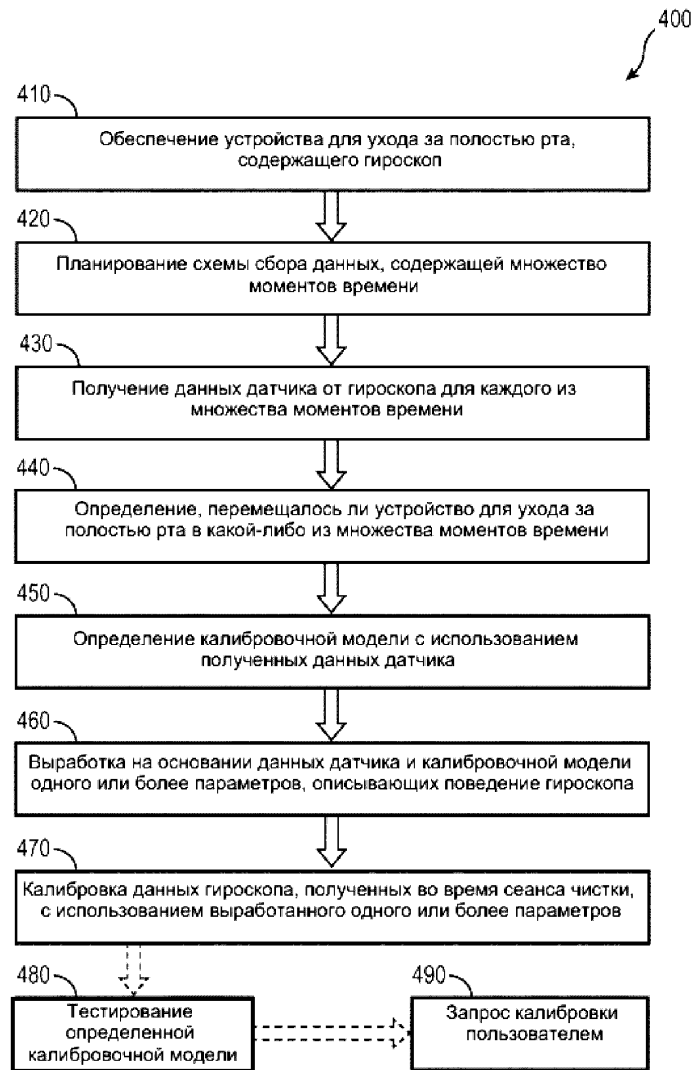 400
410
Обеспечение устройства для ухода за полостью рта,
содержащего гироскоп
420
Планирование схемы сбора данных, содержащей множество
моментов времени
430
Получение данных датчика от гироскопа для каждого из
множества моментов времени
440
Определение, перемещалось ли устройство для ухода за
полостью рта в какой-либо из множества моментов времени
450
Определение калибровочной модели с использованием
полученных данных датчика
460
Выработка на основании данных датчика и калибровочной модели
одного или более параметров, описывающих поведение гироскопа
470
Калибровка данных гироскопа, полученных во время сеанса чистки,
с использованием выработанного одного или более параметров
480
Тестирование
определенной
калибровочной модели
490
Запрос калибровки
пользователем